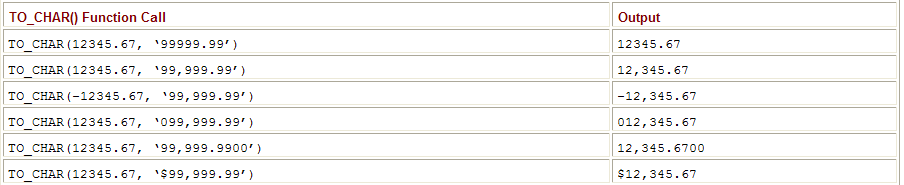 TO_CHAR() Function Call Output
TO_CHAR(12345.67, ‘99999.99’) 12345.67
TO_CHAR(12345.67, ‘99,999.99’) 12,345.67
TO_CHAR(-12345.67, ‘99,999.99’) -12,345.67
TO_CHAR(12345.67, ‘099,999.99’) 012,345.67
TO_CHAR(12345.67, ‘99,999.9900’) 12,345.6700
TO_CHAR(12345.67, ‘$99,999.99’) $12,345.67